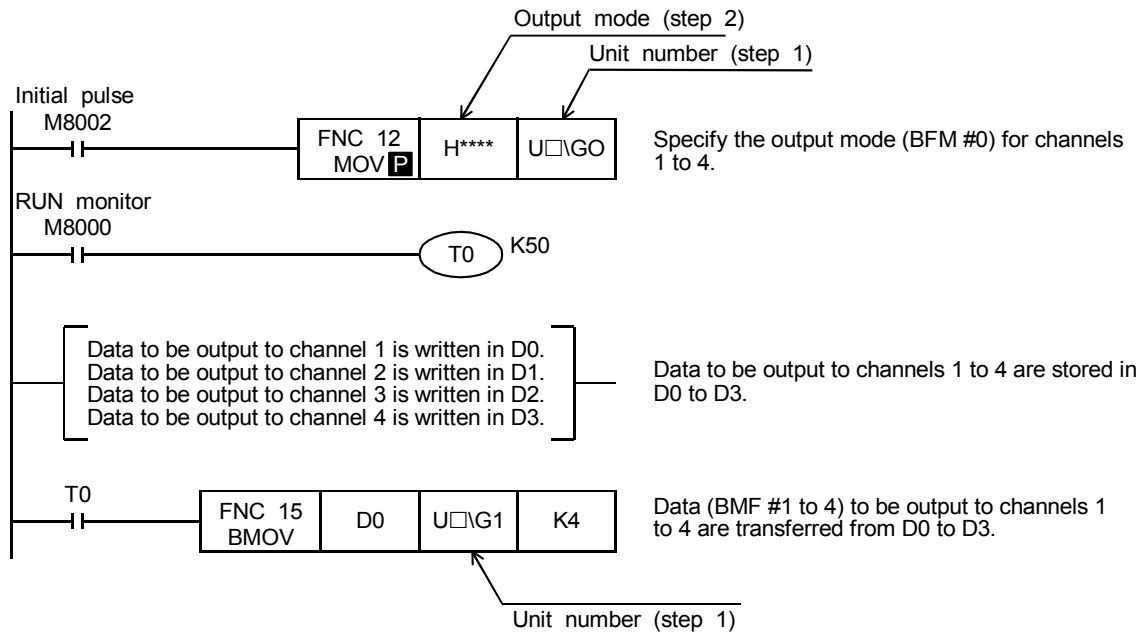 Output mode (step 2)
Unit number (step 1)
Initial pulse
M8002
FNC 12
MOV P
H****
U□\GO
Specify the output mode (BFM #0) for channels
1 to 4.
RUN monitor
M8000
T0
K50
Data to be output to channel 1 is written in D0.
Data to be output to channel 2 is written in D1.
Data to be output to channel 3 is written in D2.
Data to be output to channel 4 is written in D3.
Data to be output to channels 1 to 4 are stored in
D0 to D3.
T0
FNC 15
BMOV
D0
U□\G1
K4
Data (BMF #1 to 4) to be output to channels 1
to 4 are transferred from D0 to D3.
Unit number (step 1)